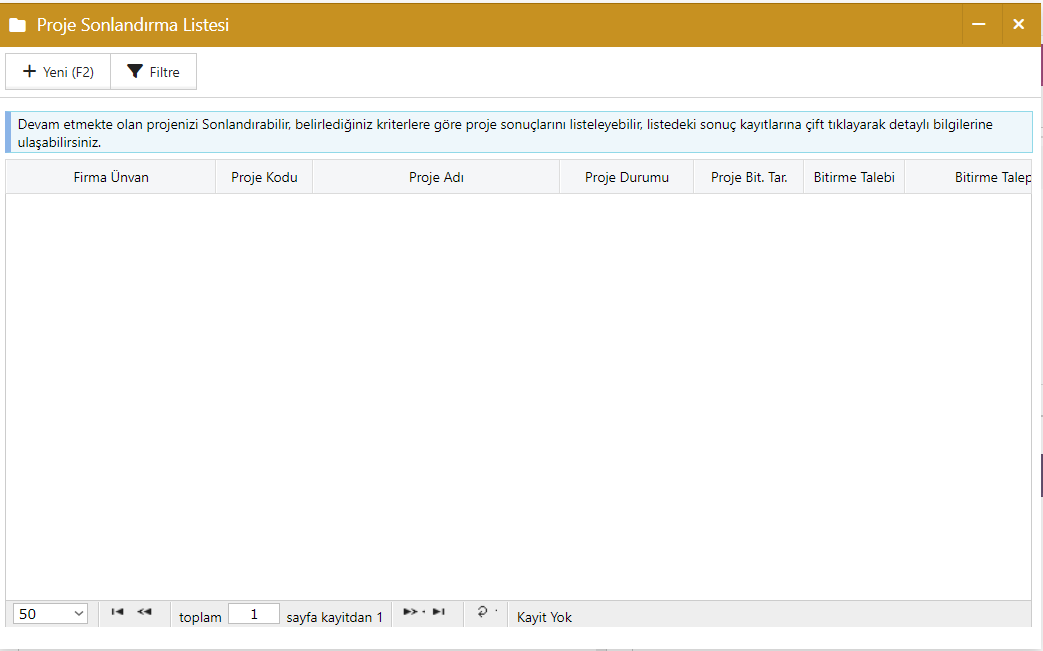 Proje Sonlandırma Listesi
Yeni (F2) Filtre
Devam etmekte olan projenizi Sonlandırabilir, belirlediğiniz kriterlere göre proje sonuçlarını listeleyebilir, listedeki sonuç kayıtlarına çift tıklayarak detaylı bilgilerine
ulaşabilirsiniz.
Firma Ünvan Proje Kodu Proje Adı Proje Durumu Proje Bit. Tar. Bitirme Talebi Bitirme Talep
50 toplam 1 sayfa kayitdan 1 Kayit Yok